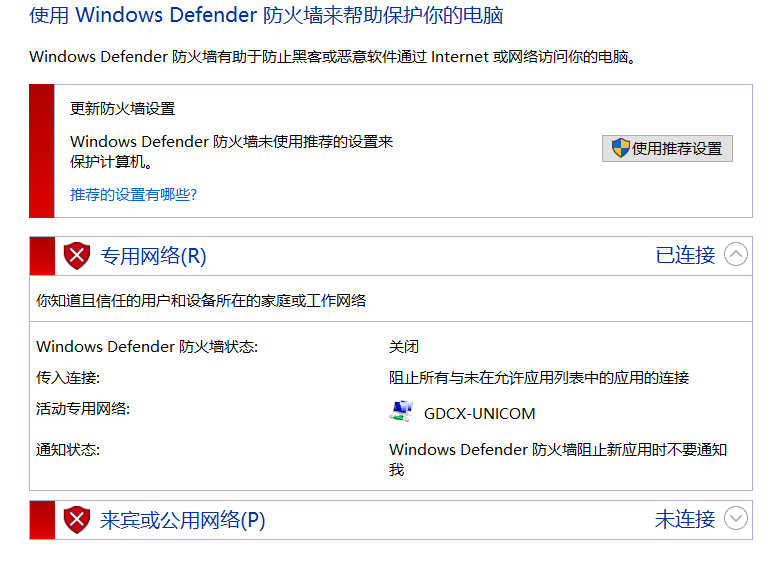 使用 Windows Defender 防火墙来帮助保护你的电脑
Windows Defender 防火墙有助于防止黑客或恶意软件通过 Internet 或网络访问你的电脑。
更新防火墙设置
Windows Defender 防火墙未使用推荐的设置来
保护计算机。
使用推荐设置
推荐的设置有哪些?
专用网络(R) 已连接
你知道且信任的用户和设备所在的家庭或工作网络
Windows Defender 防火墙状态: 关闭
传入连接: 阻止所有与未在允许应用列表中的应用的连接
活动专用网络: GDCX-UNICOM
通知状态: Windows Defender 防火墙阻止新应用时不要通知
我
来宾或公用网络(P) 未连接